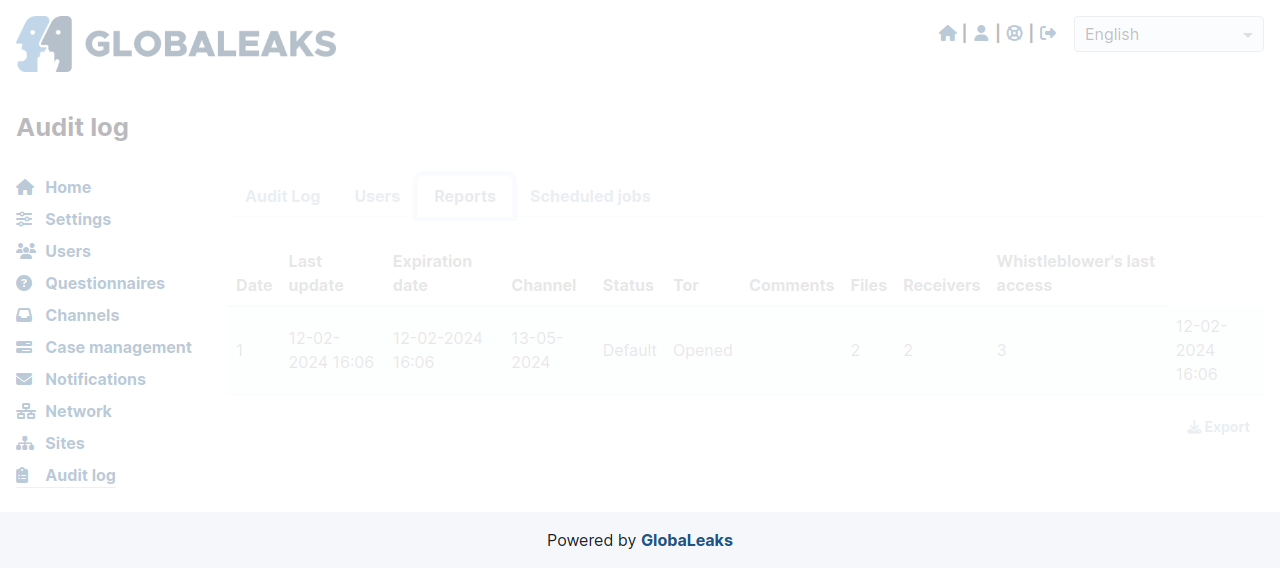 GLOBALEAKS
| | |
English
Audit log
Home
Settings
Users
Questionnaires
Channels
Case management
Notifications
Network
Sites
Audit log
Audit Log Users Reports Scheduled jobs
Date Last update Expiration date Channel Status Tor Comments Files Receivers Whistleblower's last access
1 12-02-2024 16:06 12-02-2024 16:06 13-05-2024 Default Opened 2 2 3 12-02-2024 16:06
Export
Powered by GlobaLeaks